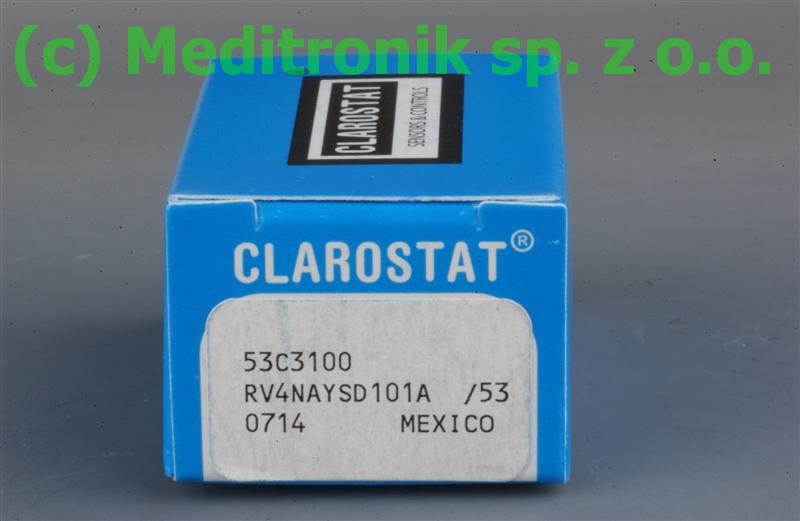 (c) Meditronik sp. z o.o.
CLAROSTAT
SENSORS & CONTROLS
CLAROSTAT®
53C3100
RV4NAYSD101A /53
0714 MEXICO